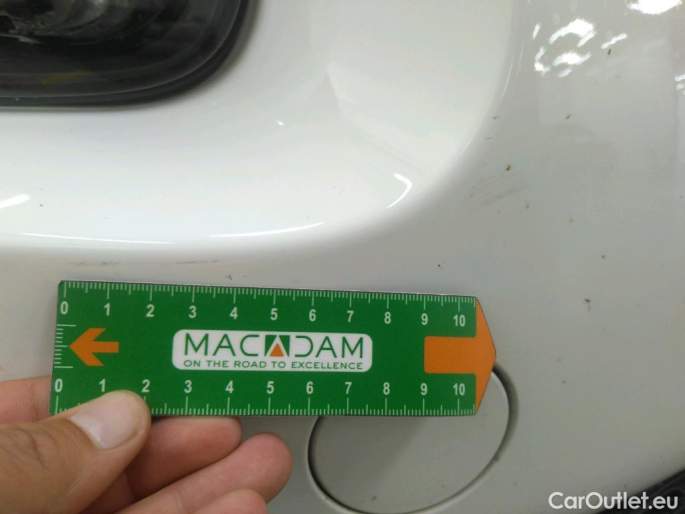 0 1 2 3 4 5 6 7 8 9 10
MACADAM
ON THE ROAD TO EXCELLENCE
0 1 2 3 4 5 6 7 8 9 10
CarOutlet.eu